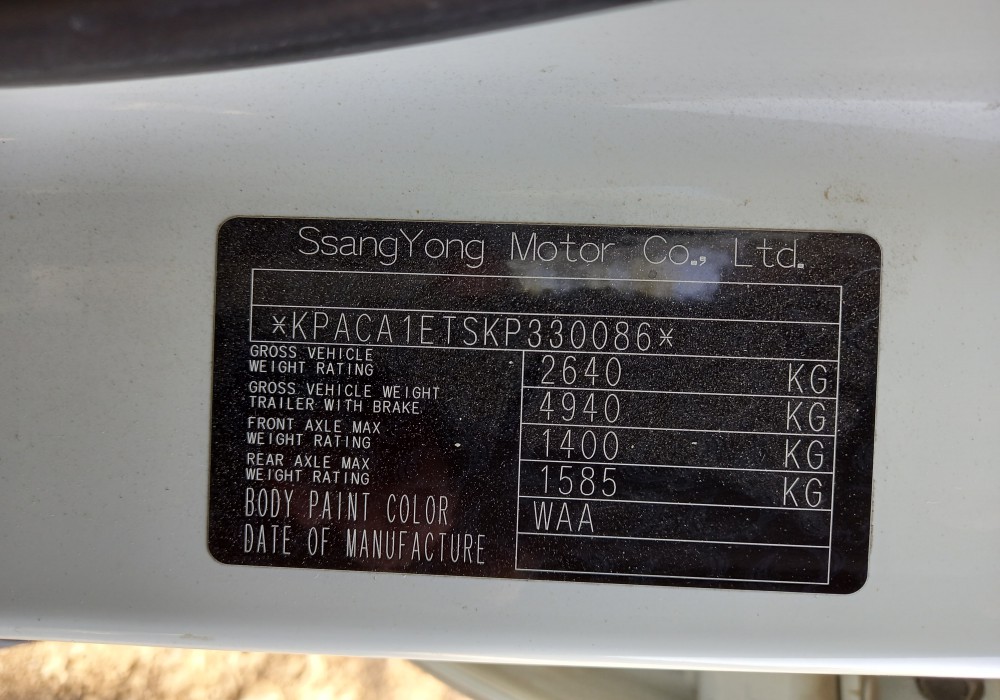 SsangYong Motor Co., Ltd.
*KPACA1ETSKP330086*
GROSS VEHICLE
WEIGHT RATING
2640 KG
GROSS VEHICLE WEIGHT
TRAILER WITH BRAKE
4940 KG
FRONT AXLE MAX
WEIGHT RATING
1400 KG
REAR AXLE MAX
WEIGHT RATING
1585 KG
BODY PAINT COLOR
WAA
DATE OF MANUFACTURE